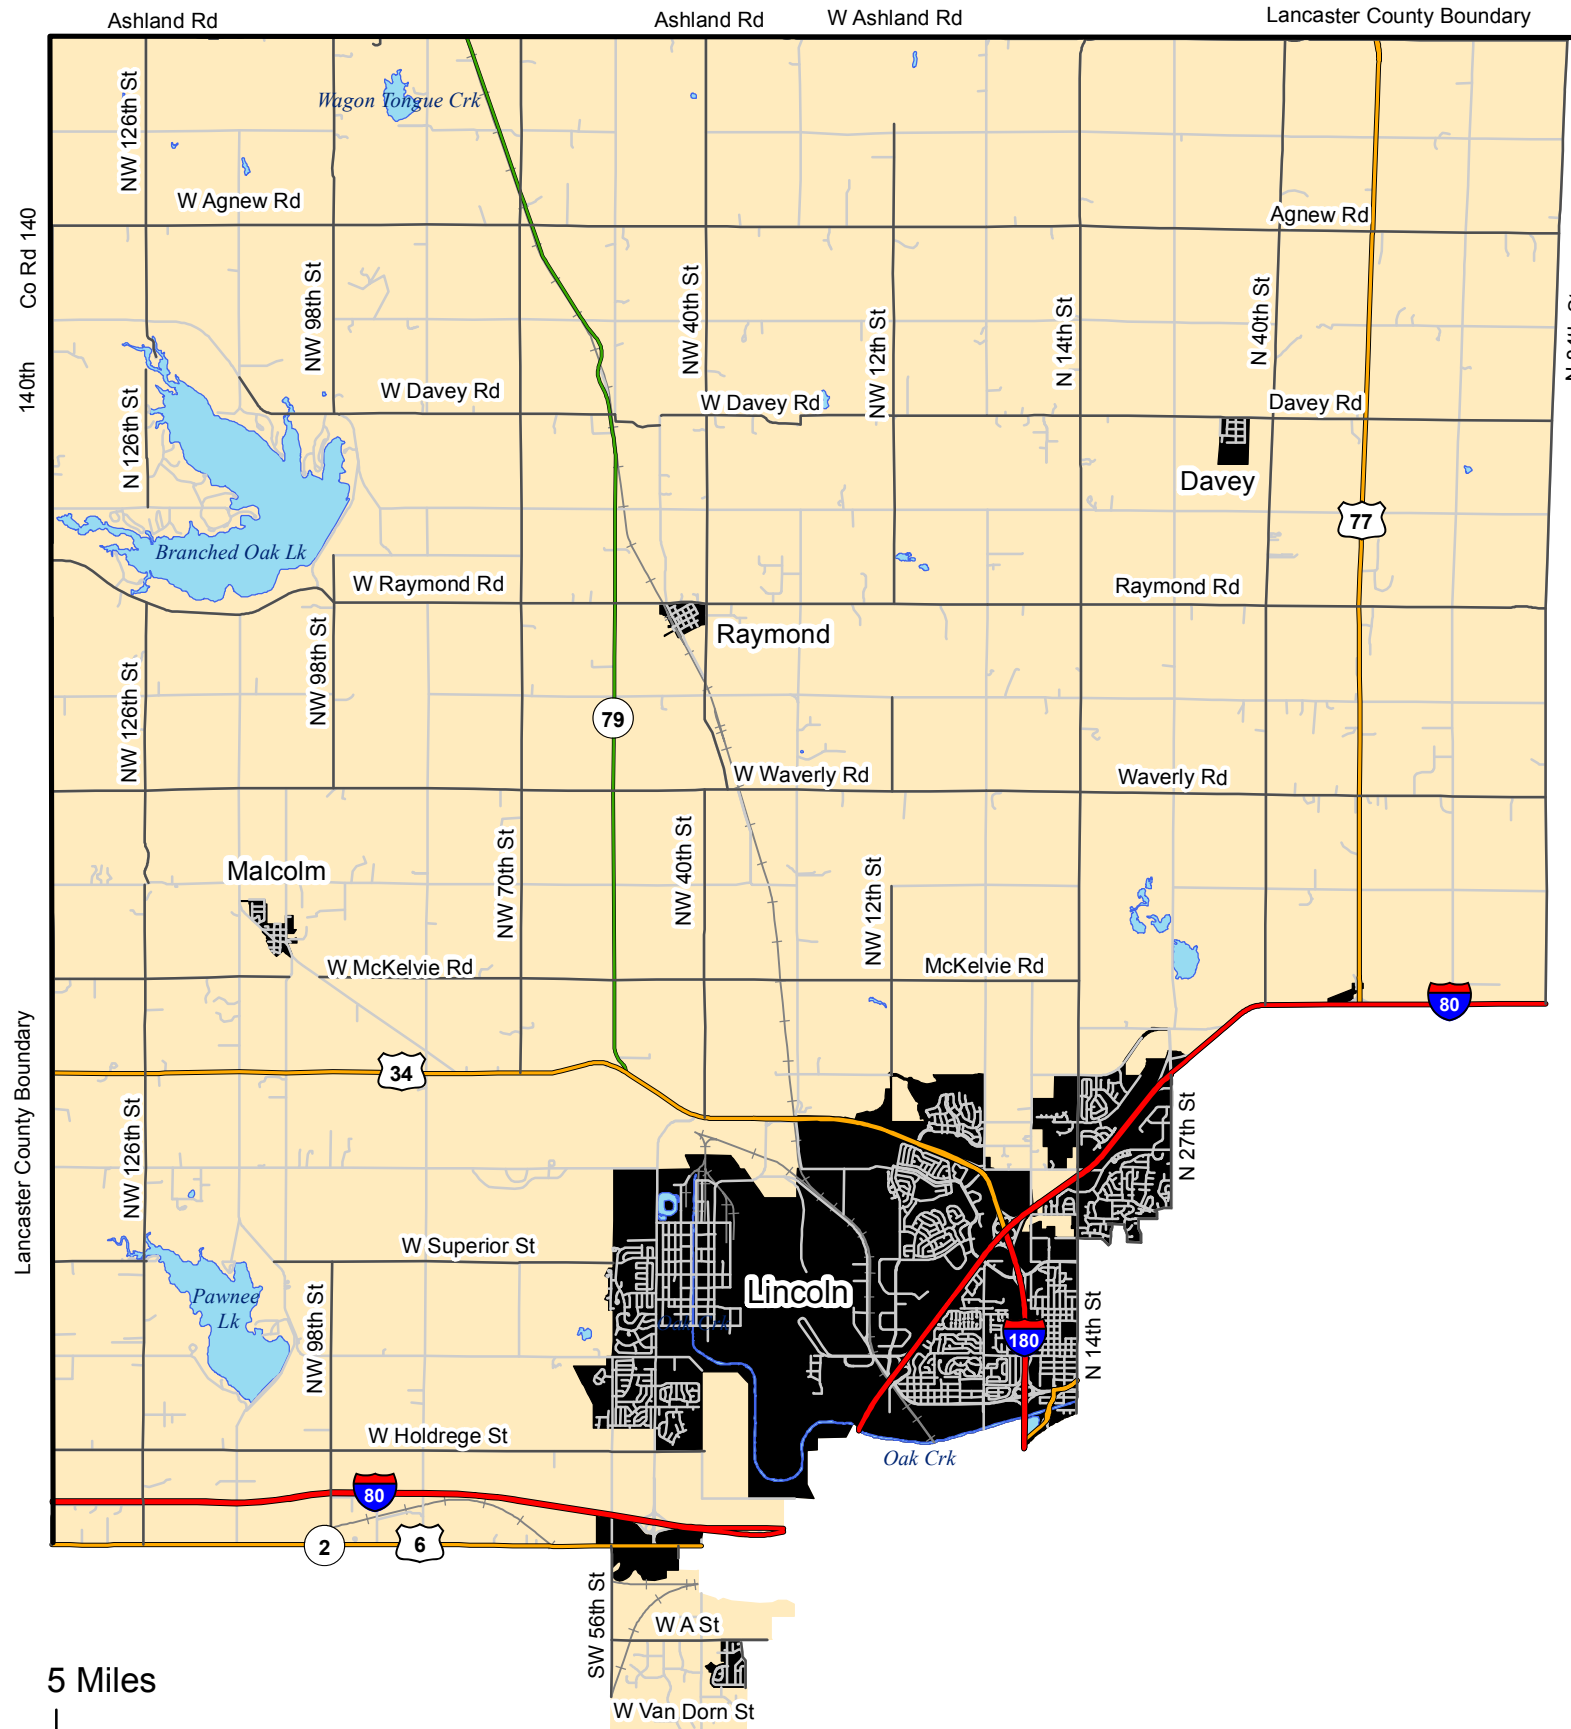 Ashland Rd
Ashland Rd
W Ashland Rd
Lancaster County Boundary
NW 126th St
Wagon Tongue Crk
W Agnew Rd
Agnew Rd
Co Rd 140
140th
NW 98th St
NW 40th St
NW 12th St
N 14th St
N 40th St
W Davey Rd
W Davey Rd
Davey Rd
N 126th St
Davey
77
Branched Oak Lk
W Raymond Rd
Raymond Rd
Raymond
NW 126th St
NW 98th St
79
W Waverly Rd
Waverly Rd
Malcolm
NW 70th St
NW 40th St
NW 12th St
W McKelvie Rd
McKelvie Rd
80
34
Lancaster County Boundary
NW 126th St
N 27th St
W Superior St
Pawnee
Lk
NW 98th St
Lincoln
Oak Crk
180
N 14th St
W Holdrege St
Oak Crk
80
2
6
SW 56th St
W A St
5 Miles
W Van Dorn St